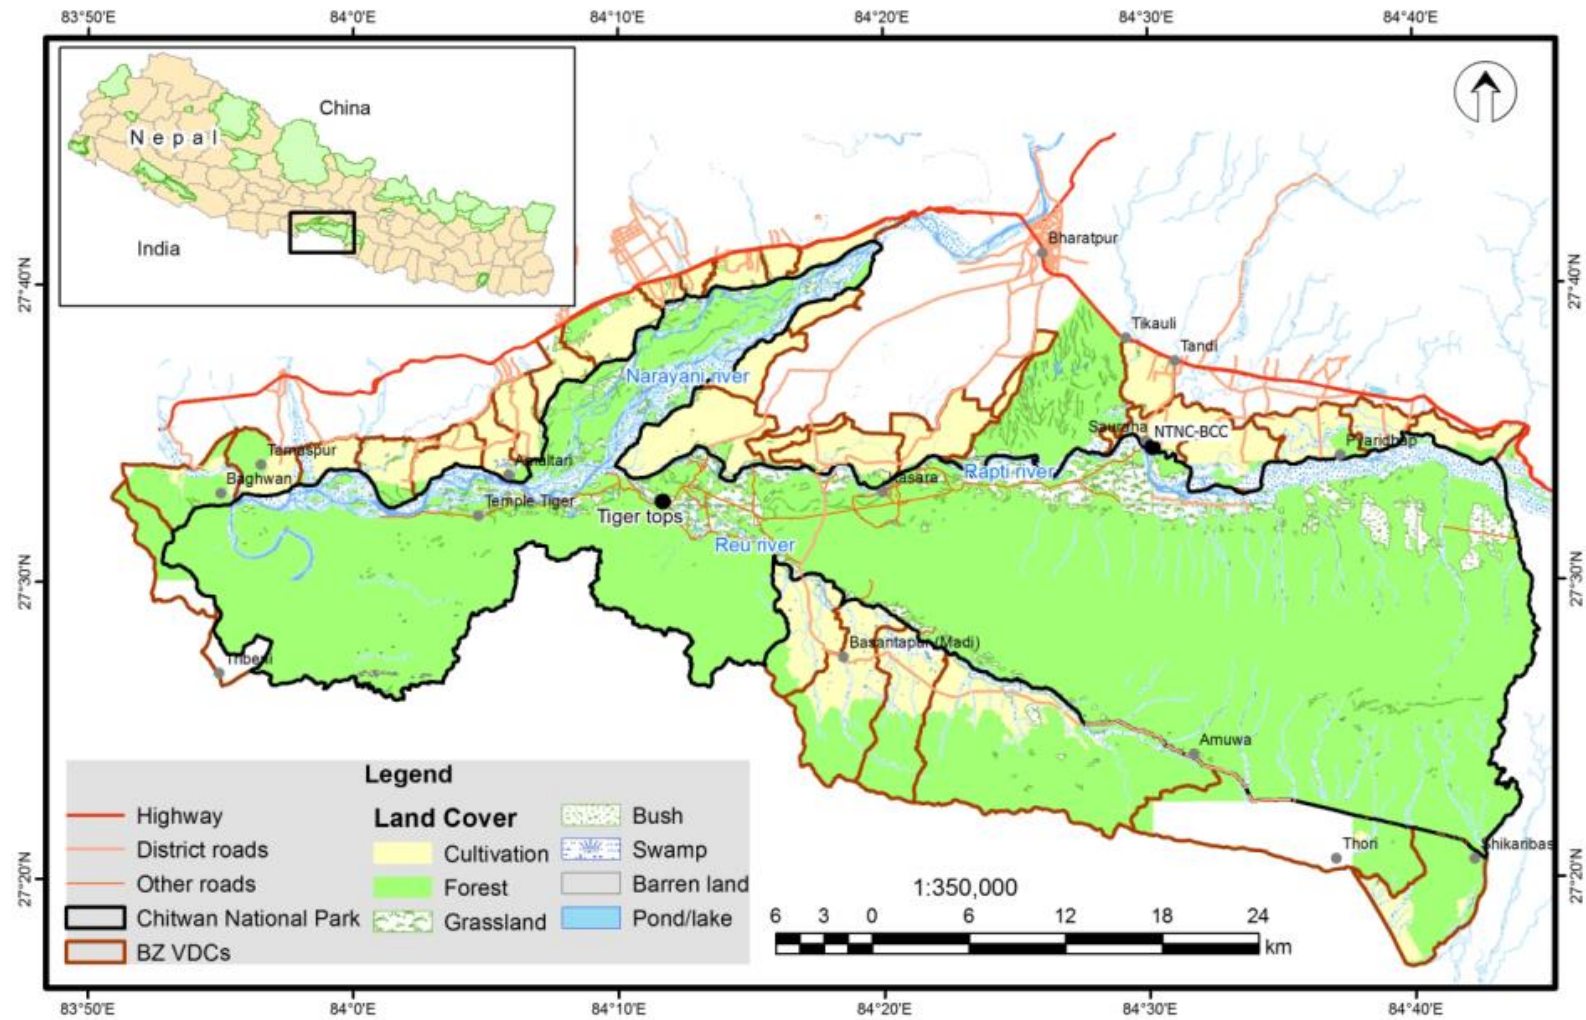 83°50'E 84°0'E 84°10'E 84°20'E 84°30'E 84°40'E
China
Nepal
India
27°40'N
27°40'N
Bharatpur
Tikauli
Tandi
Narayani river
Sauraha
NTNC-BCC
Pyaridhap
Tamaspur
Baghwan
Amaltari
Kasara
Rapti river
Temple Tiger
Tiger tops
Reu river
27°30'N
27°30'N
Basantapur (Madi)
Tribeni
Amuwa
Thori
Shikaribas
27°20'N
27°20'N
Legend
Highway
District roads
Other roads
Chitwan National Park
BZ VDCs
Land Cover
Cultivation
Forest
Grassland
Bush
Swamp
Barren land
Pond/lake
1:350,000
6 3 0 6 12 18 24
km
83°50'E 84°0'E 84°10'E 84°20'E 84°30'E 84°40'E